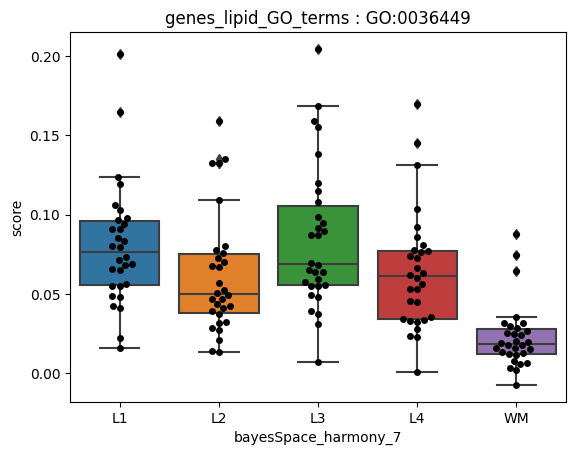 genes_lipid_GO_terms : GO:0036449
0.20
0.15
0.10
0.05
0.00
score
L1 L2 L3 L4 WM
bayesSpace_harmony_7